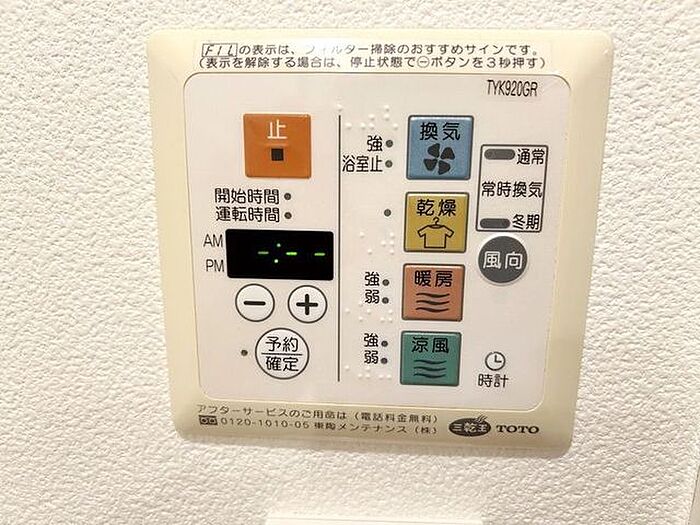 FILの表示は、フィルター掃除のおすすめサインです。
(表示を解除する場合は、停止状態で⊖ボタンを3秒押す)
TYK920GR
止
強
浴室止
換気
通常
常時換気
冬期
開始時間
運転時間
乾燥
風向
AM
PM
-:--
強
弱
暖房
− +
予約
確定
強
弱
涼風
時計
アフターサービスのご用品は(電話料金無料)
0120-1010-05 東陶メンテナンス(株)
三乾王 TOTO